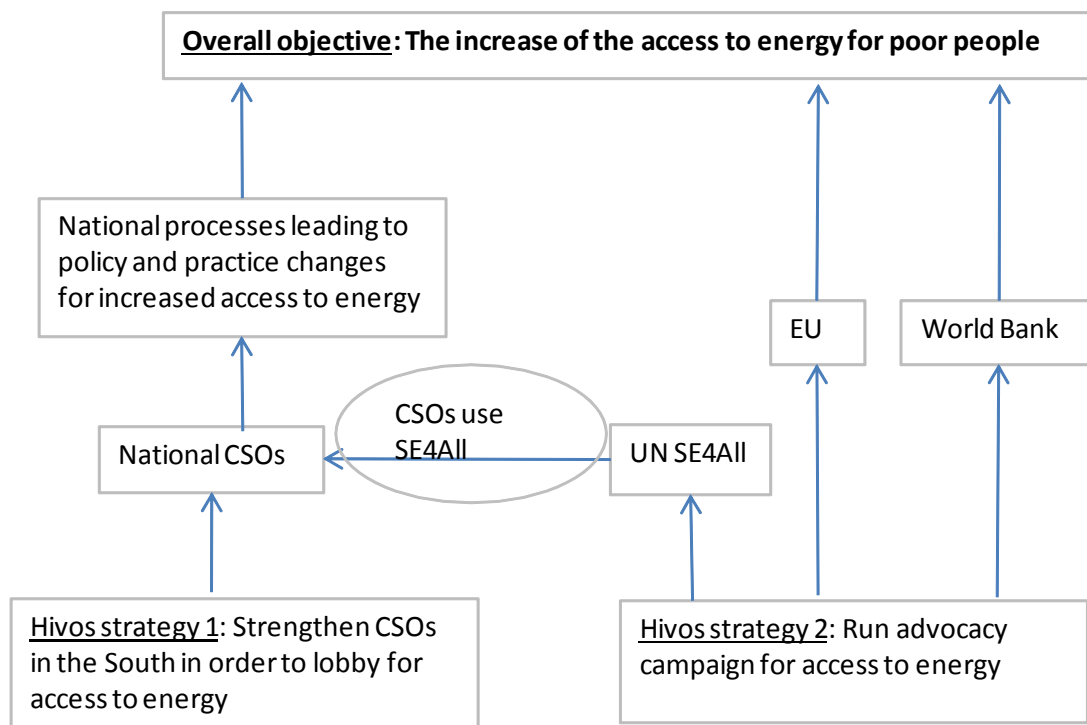 Overall objective: The increase of the access to energy for poor people
National processes leading to
policy and practice changes
for increased access to energy
EU
World Bank
CSOs use
SE4All
National CSOs
UN SE4All
Hivos strategy 1: Strengthen CSOs
in the South in order to lobby for
access to energy
Hivos strategy 2: Run advocacy
campaign for access to energy